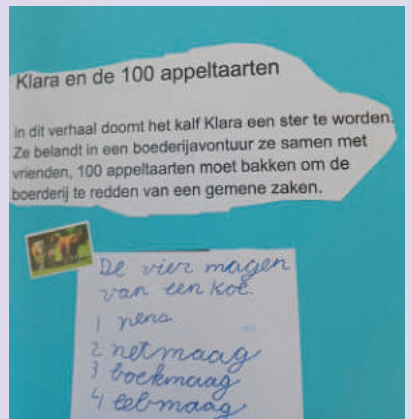 Klara en de 100 appeltaarten
in dit verhaal doomt het kalf Klara een ster te worden.
Ze belandt in een boederijavontuur ze samen met
vrienden, 100 appeltaarten moet bakken om de
boerderij te redden van een gemene zaken.
De vier magen
van een koe.
1 pens
2 netmaag
3 boekmaag
4 lebmaag